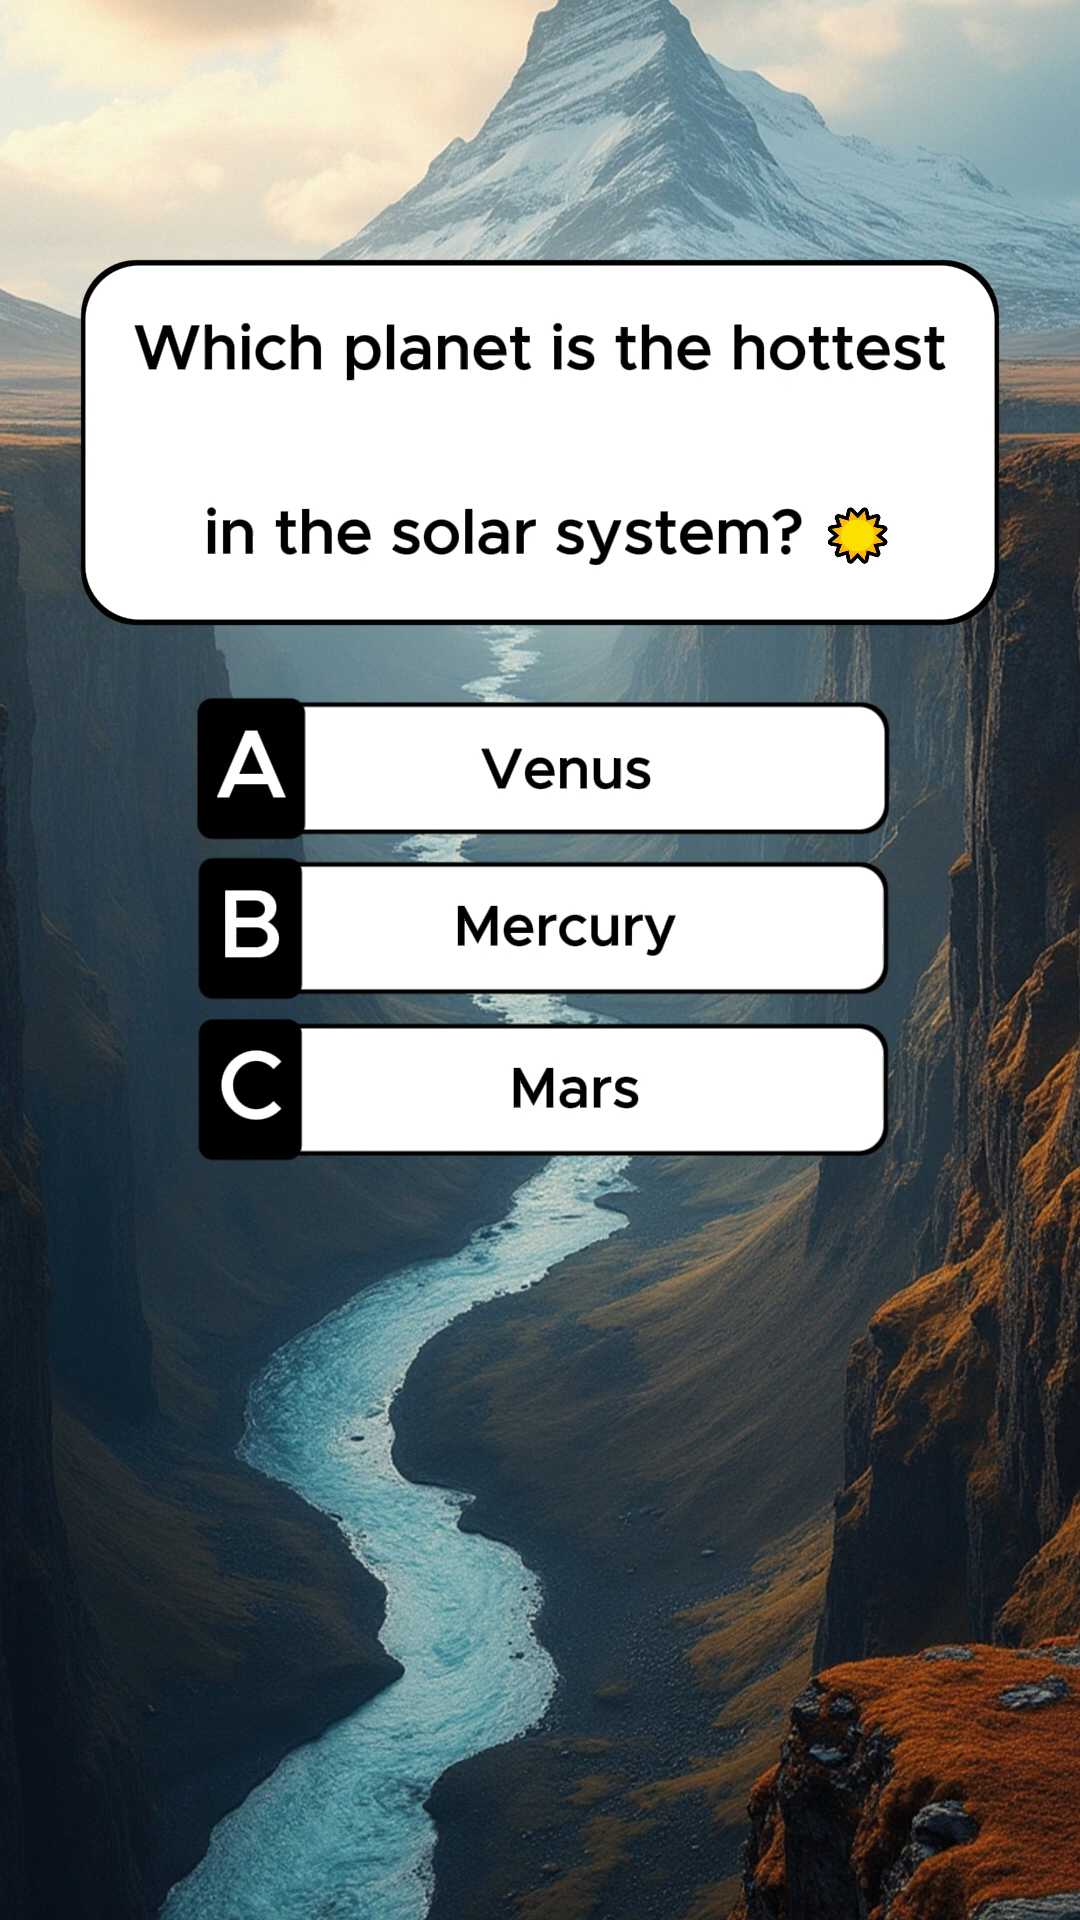 Which planet is the hottest
in the solar system? ☀
A Venus
B Mercury
C Mars